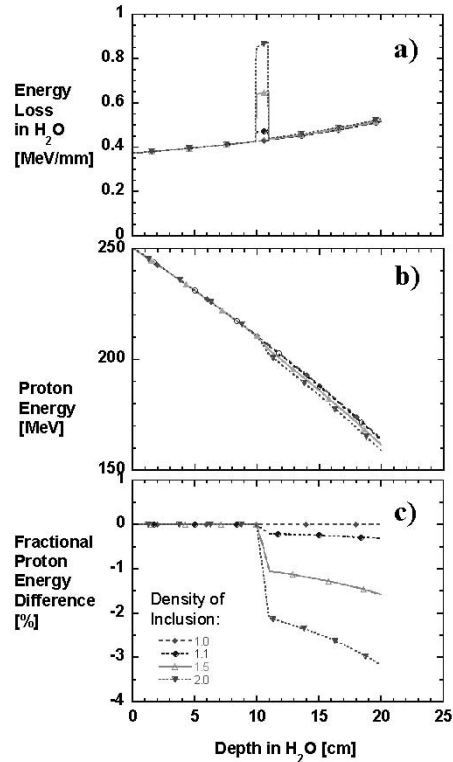 1
a)
0.8
Energy
Loss
in H2O
[MeV/mm]
0.6
0.4
0.2
0
250
b)
200
Proton
Energy
[MeV]
150
1
c)
0
Fractional
Proton
Energy
Difference
[%]
-1
-2
-3
-4
Density of
Inclusion:
1.0
1.1
1.5
2.0
0 5 10 15 20 25
Depth in H2O [cm]